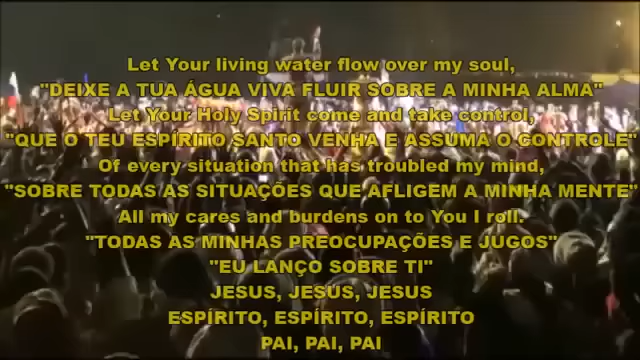 Let Your living water flow over my soul,
"DEIXE A TUA ÁGUA VIVA FLUIR SOBRE A MINHA ALMA"
Let Your Holy Spirit come and take control,
"QUE O TEU ESPÍRITO SANTO VENHA E ASSUMA O CONTROLE"
Of every situation that has troubled my mind,
"SOBRE TODAS AS SITUAÇÕES QUE AFLIGEM A MINHA MENTE"
All my cares and burdens on to You I roll.
"TODAS AS MINHAS PREOCUPAÇÕES E JUGOS"
"EU LANÇO SOBRE TI"
JESUS, JESUS, JESUS
ESPÍRITO, ESPÍRITO, ESPÍRITO
PAI, PAI, PAI